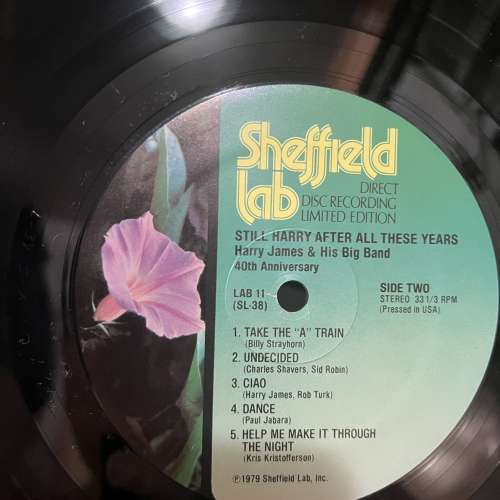 Sheffield
lab
DIRECT
DISC RECORDING
LIMITED EDITION
STILL HARRY AFTER ALL THESE YEARS
Harry James & His Big Band
40th Anniversary
LAB 11
(SL-38)
SIDE TWO
STEREO 33 1/3 RPM
(Pressed in USA)
1. TAKE THE "A" TRAIN
(Billy Strayhorn)
2. UNDECIDED
(Charles Shavers, Sid Robin)
3. CIAO
(Harry James, Rob Turk)
4. DANCE
(Paul Jabara)
5. HELP ME MAKE IT THROUGH
THE NIGHT
(Kris Kristofferson)
℗1979 Sheffield Lab, Inc.